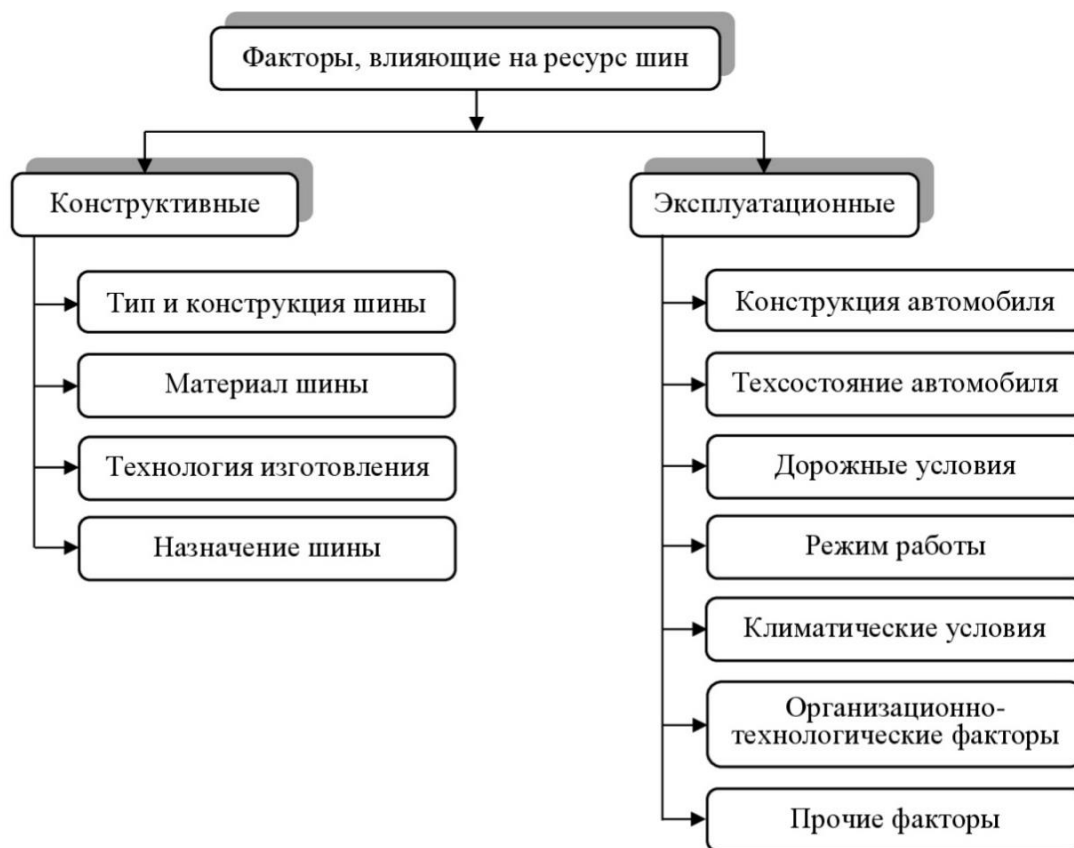 Факторы, влияющие на ресурс шин
Конструктивные
Тип и конструкция шины
Материал шины
Технология изготовления
Назначение шины
Эксплуатационные
Конструкция автомобиля
Техсостояние автомобиля
Дорожные условия
Режим работы
Климатические условия
Организационно-
технологические факторы
Прочие факторы